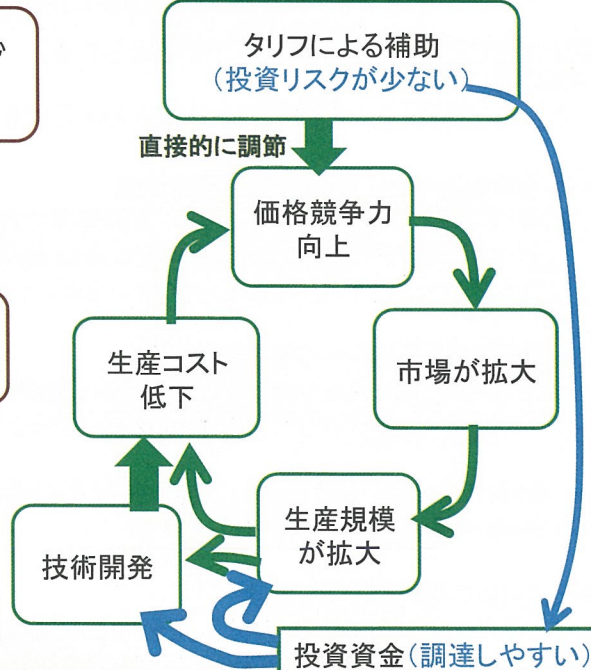 タリフによる補助
(投資リスクが少ない)
直接的に調節
価格競争力
向上
市場が拡大
生産コスト
低下
生産規模
が拡大
技術開発
投資資金(調達しやすい)